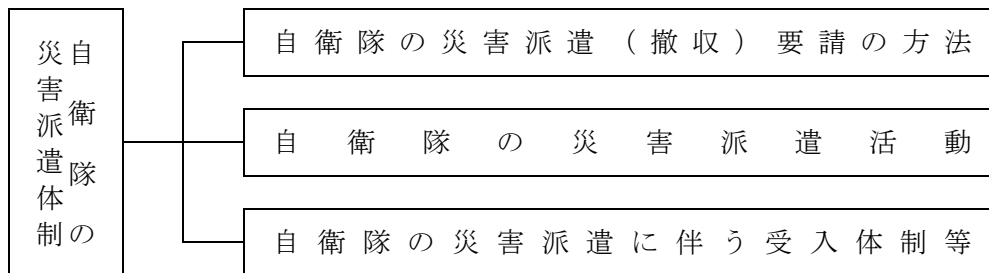 自衛隊の
災害派遣体制
自衛隊の災害派遣(撤収)要請の方法
自衛隊の災害派遣活動
自衛隊の災害派遣に伴う受入体制等